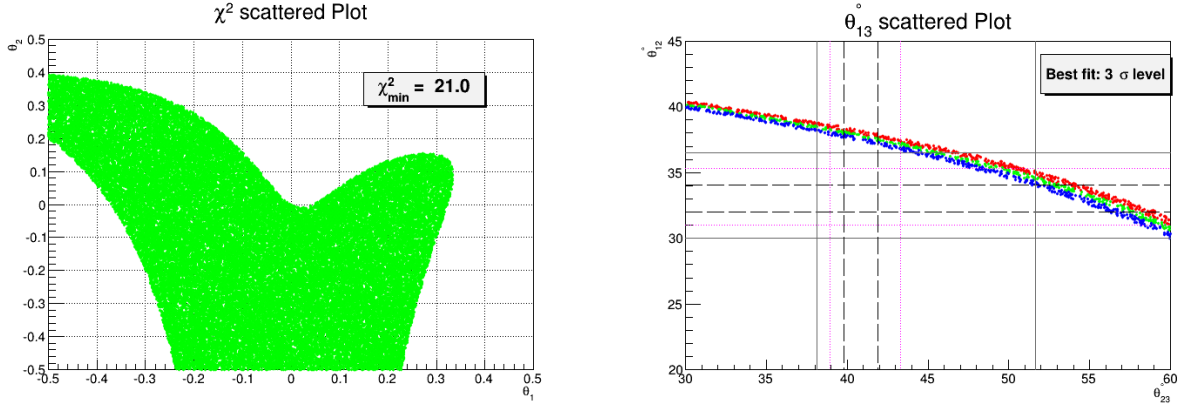 χ² scattered Plot
θ₂
0.5
0.4
0.3
0.2
0.1
0
-0.1
-0.2
-0.3
-0.4
-0.5
χ²min = 21.0
-0.5 -0.4 -0.3 -0.2 -0.1 0 0.1 0.2 0.3 0.4 0.5
θ₁
θ°₁₃ scattered Plot
θ°₁₂
45
40
35
30
25
20
Best fit: 3 σ level
30 35 40 45 50 55 60
θ°₂₃